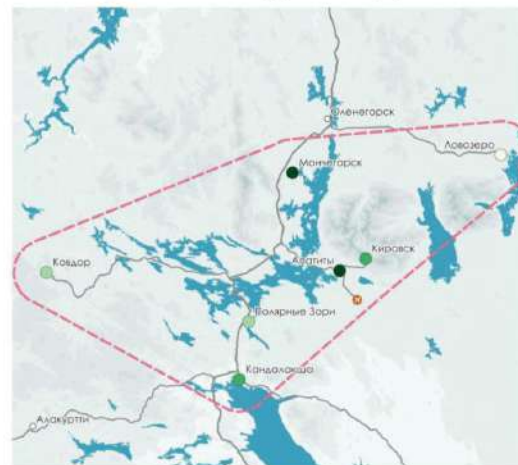 Оленегорск
Ловозеро
Мончегорск
Кировск
Апатиты
Ковдор
Полярные Зори
Кандалакша
Алакуртти